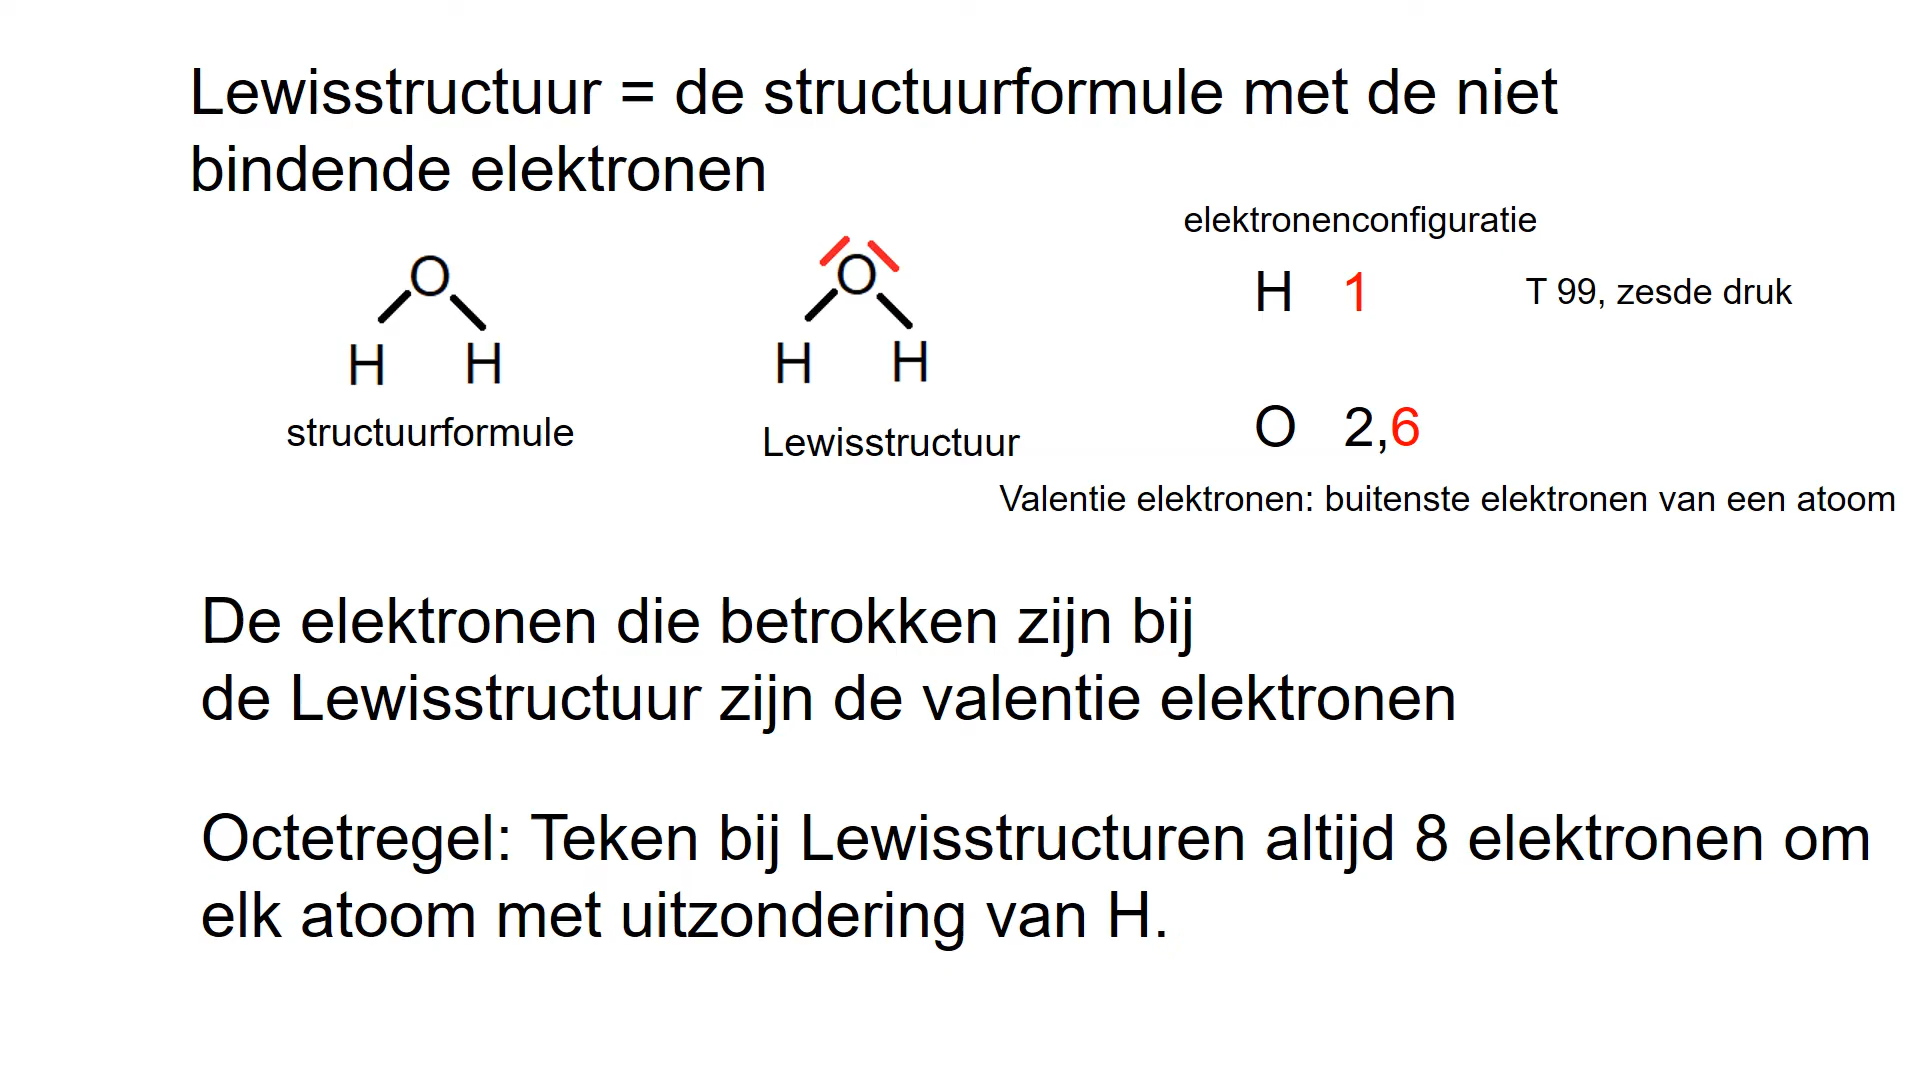 Lewisstructuur = de structuurformule met de niet
bindende elektronen
elektronenconfiguratie
O
H H
structuurformule
O
H H
Lewisstructuur
H 1
T 99, zesde druk
O 2,6
Valentie elektronen: buitenste elektronen van een atoom
De elektronen die betrokken zijn bij
de Lewisstructuur zijn de valentie elektronen
Octetregel: Teken bij Lewisstructuren altijd 8 elektronen om
elk atoom met uitzondering van H.